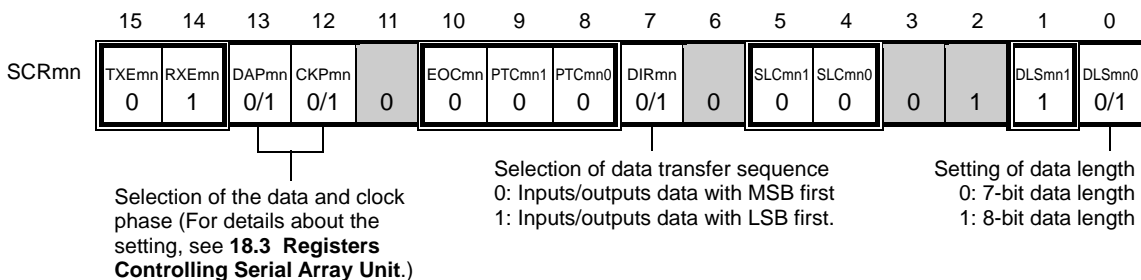 15 14 13 12 11 10 9 8 7 6 5 4 3 2 1 0
SCRmn
TXEmn RXEmn DAPmn CKPmn EOCmn PTCmn1 PTCmn0 DIRmn SLCmn1 SLCmn0 DLSmn1 DLSmn0
0 1 0/1 0/1 0 0 0 0 0/1 0 0 0 0 1 1 0/1
Selection of the data and clock
phase (For details about the
setting, see 18.3 Registers
Controlling Serial Array Unit.)
Selection of data transfer sequence
0: Inputs/outputs data with MSB first
1: Inputs/outputs data with LSB first.
Setting of data length
0: 7-bit data length
1: 8-bit data length